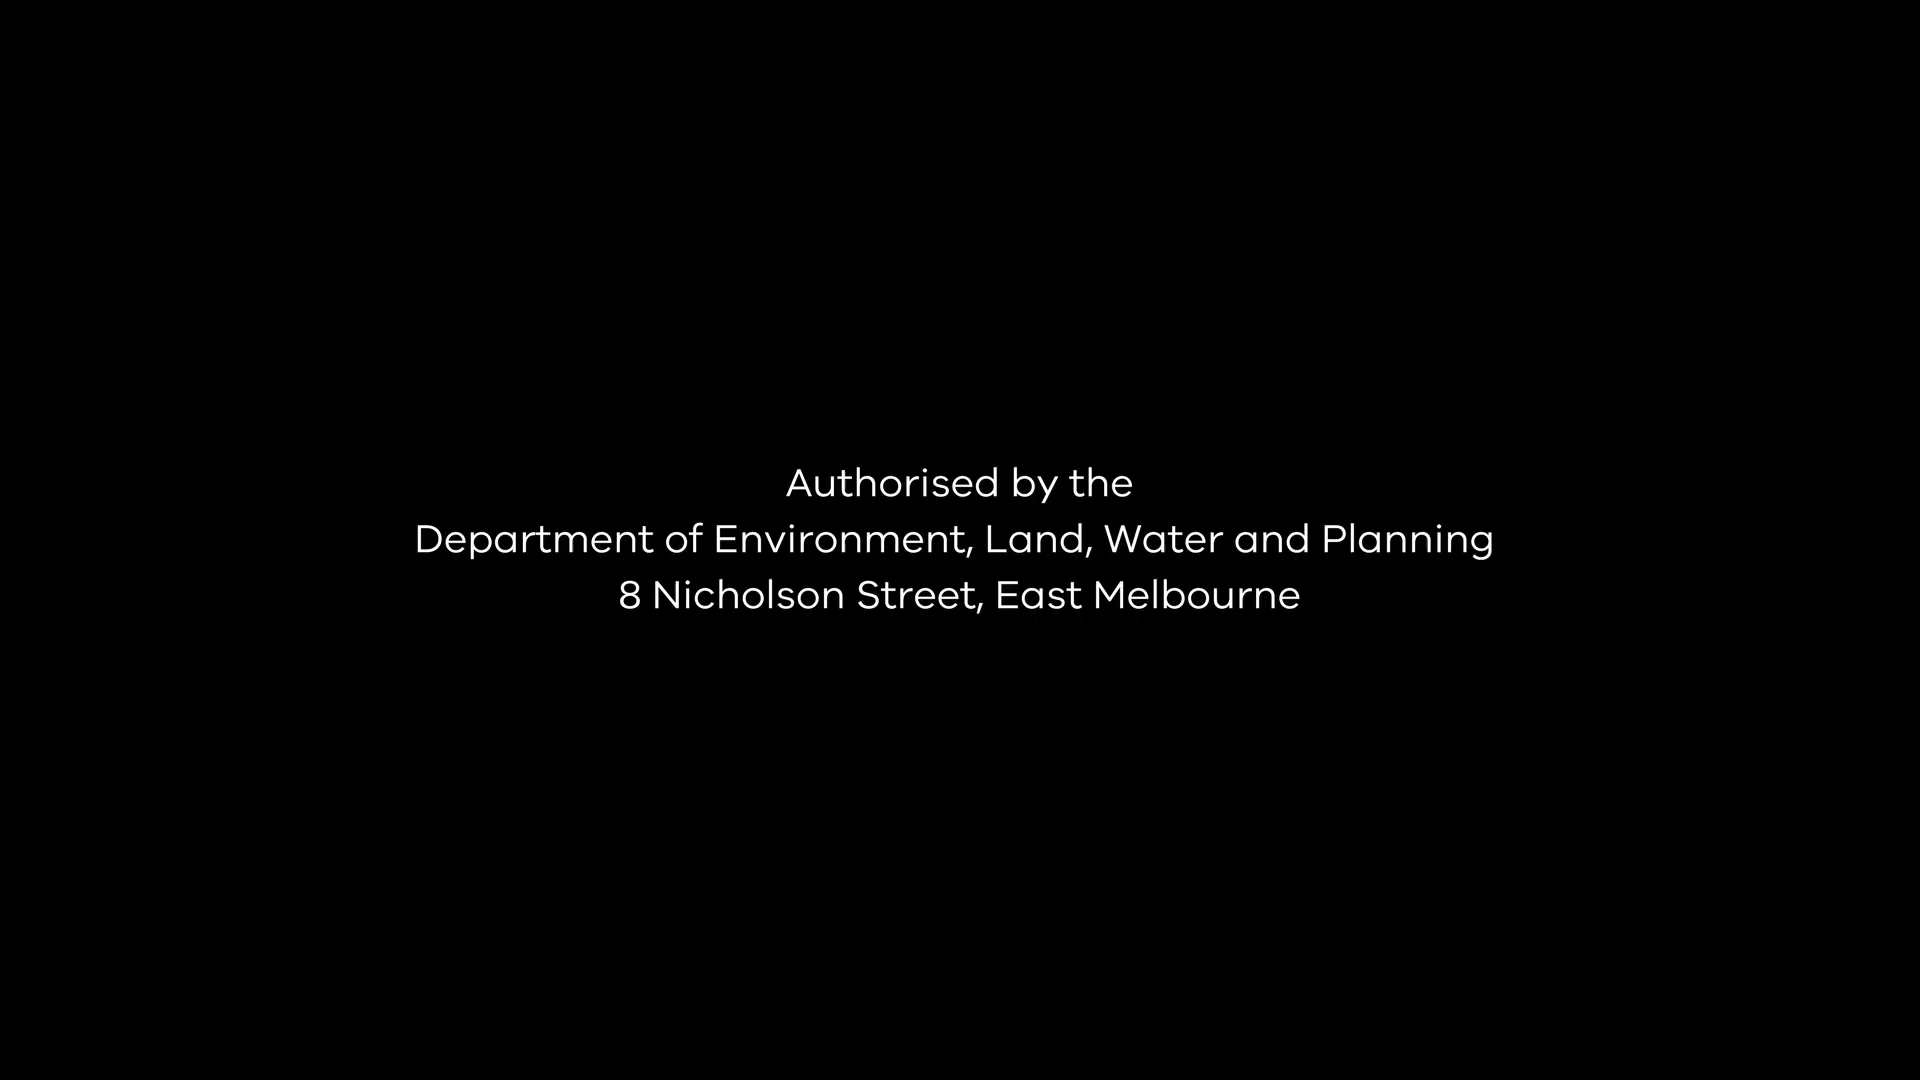 Authorised by the
Department of Environment, Land, Water and Planning
8 Nicholson Street, East Melbourne